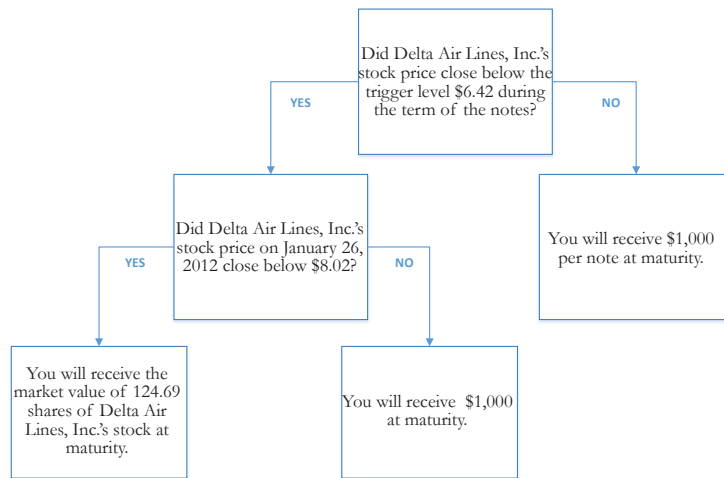 Did Delta Air Lines, Inc.'s
stock price close below the
trigger level $6.42 during
the term of the notes?
YES
NO
Did Delta Air Lines, Inc.'s
stock price on January 26,
2012 close below $8.02?
You will receive $1,000
per note at maturity.
YES
NO
You will receive the
market value of 124.69
shares of Delta Air
Lines, Inc.'s stock at
maturity.
You will receive $1,000
at maturity.